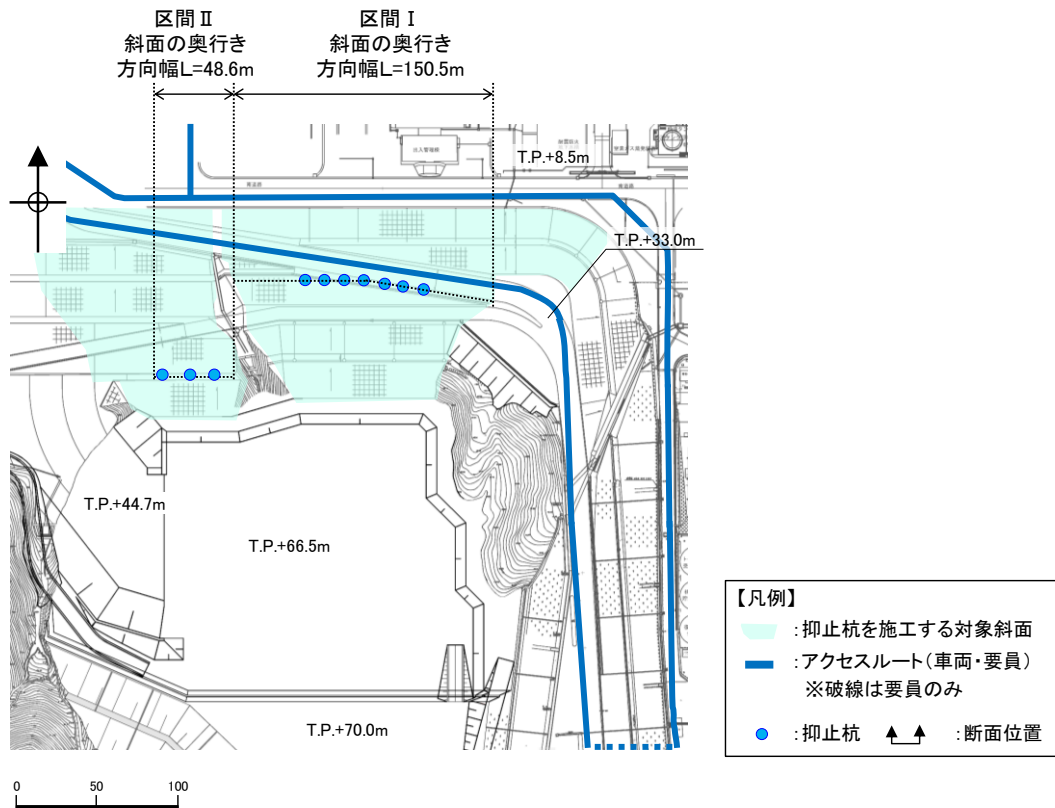 区間Ⅱ
斜面の奥行き
方向幅L=48.6m
区間Ⅰ
斜面の奥行き
方向幅L=150.5m
T.P.+8.5m
T.P.+33.0m
T.P.+44.7m
T.P.+66.5m
T.P.+70.0m
【凡例】
:抑止杭を施工する対象斜面
:アクセスルート(車両・要員)
※破線は要員のみ
:抑止杭
:断面位置
0 50 100